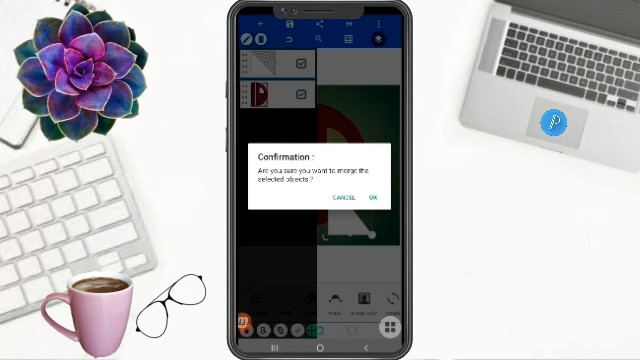 Confirmation :
Are you sure you want to merge the
selected objects ?
CANCEL OK